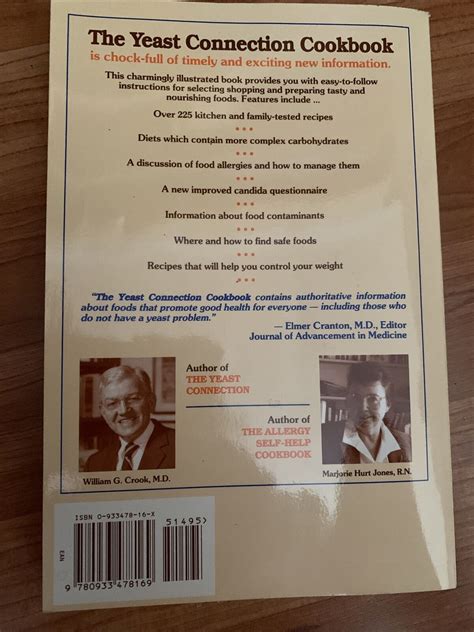 The Yeast Connection Cookbook
is chock-full of timely and exciting new information.
This charmingly illustrated book provides you with easy-to-follow
instructions for selecting shopping and preparing tasty and
nourishing foods. Features include ...
Over 225 kitchen and family-tested recipes
Diets which contain more complex carbohydrates
A discussion of food allergies and how to manage them
A new improved candida questionnaire
Information about food contaminants
Where and how to find safe foods
Recipes that will help you control your weight
"The Yeast Connection Cookbook contains authoritative information
about foods that promote good health for everyone — including those who
do not have a yeast problem."
— Elmer Cranton, M.D., Editor
Journal of Advancement in Medicine
Author of
THE YEAST
CONNECTION
Author of
THE ALLERGY
SELF-HELP
COOKBOOK
William G. Crook, M.D.
Marjorie Hurt Jones, R.N.
ISBN 0-933478-16-X
51495>
EAN
9 780933 478169